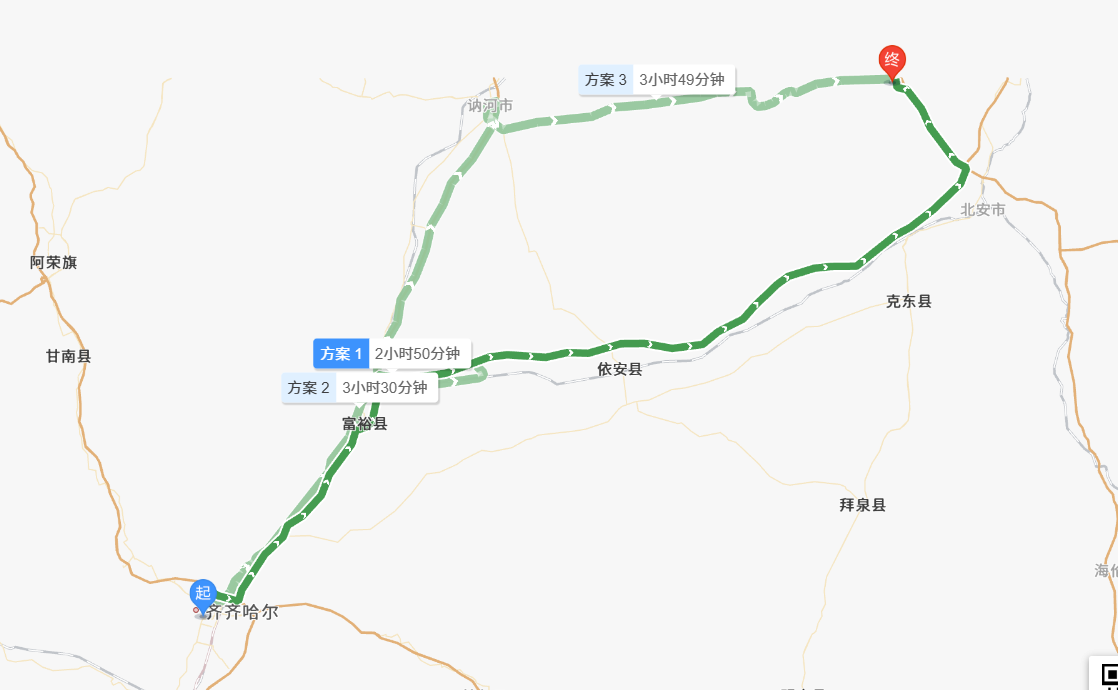 终
方案 3 3小时49分钟
讷河市
北安市
阿荣旗
克东县
甘南县
方案 1 2小时50分钟
依安县
方案 2 3小时30分钟
富裕县
拜泉县
起
齐齐哈尔